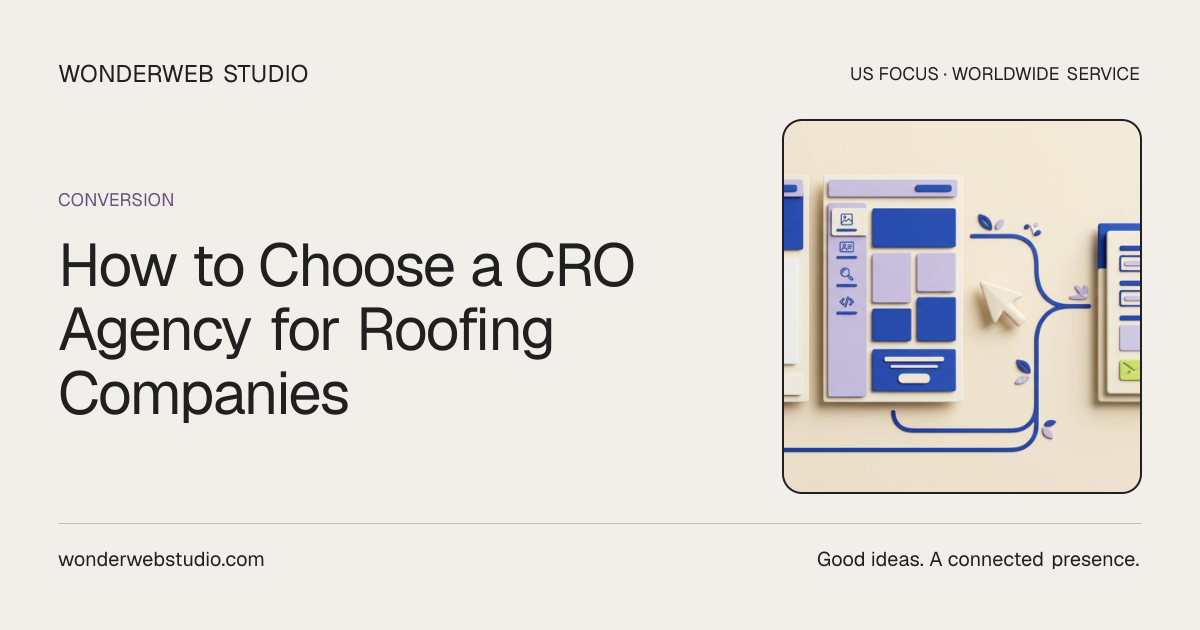 WONDERWEB STUDIO
US FOCUS · WORLDWIDE SERVICE
CONVERSION
How to Choose a CRO
Agency for Roofing
Companies
wonderwebstudio.com
Good ideas. A connected presence.